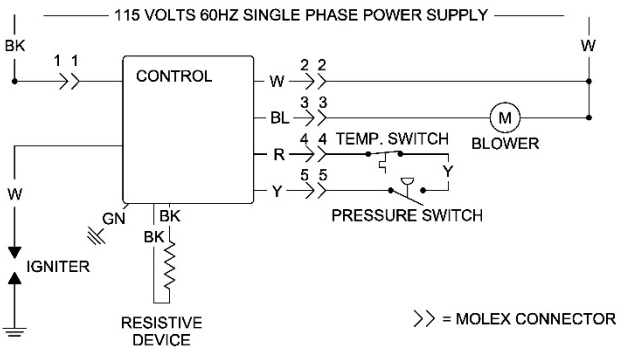 115 VOLTS 60HZ SINGLE PHASE POWER SUPPLY
BK
W
1 1
CONTROL
2 2
W
3 3
BL
M
BLOWER
TEMP. SWITCH
4 4
R
Y
5 5
Y
PRESSURE SWITCH
W
GN
BK
BK
IGNITER
RESISTIVE
DEVICE
= MOLEX CONNECTOR